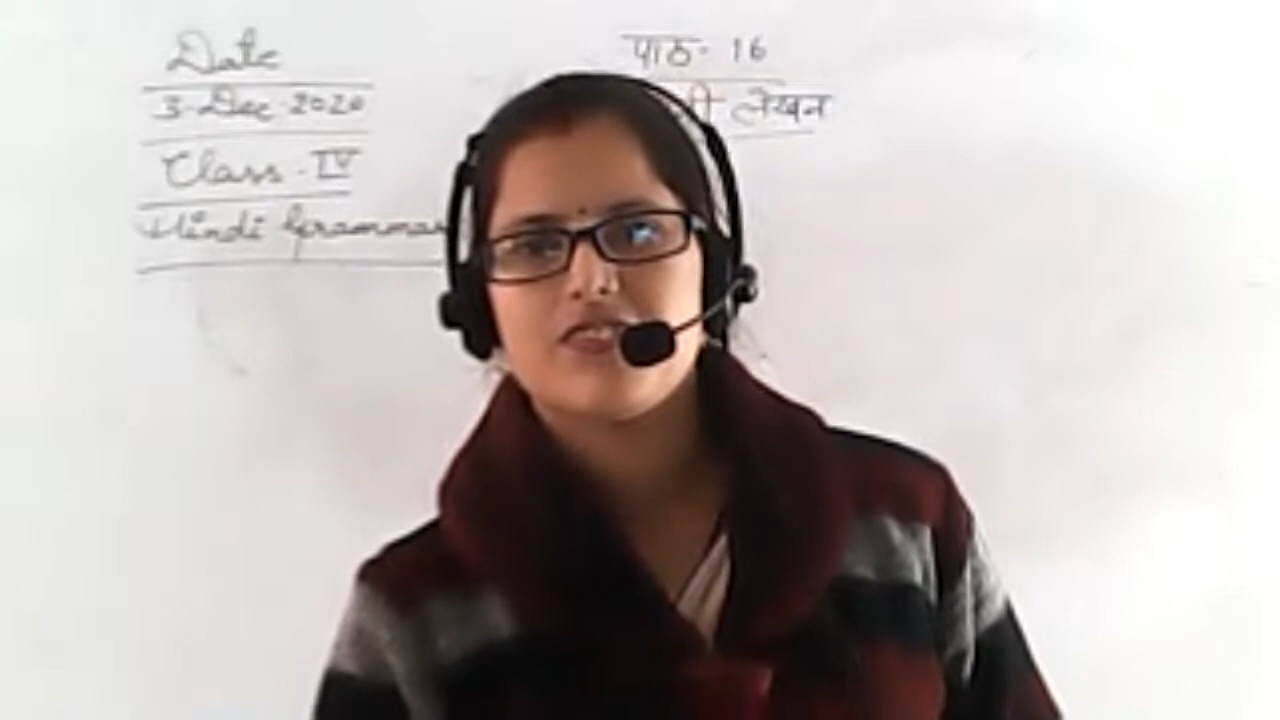 Date
3-Dec 2020
Class - IV
Hindi Grammar
पाठ - 16
लेखन